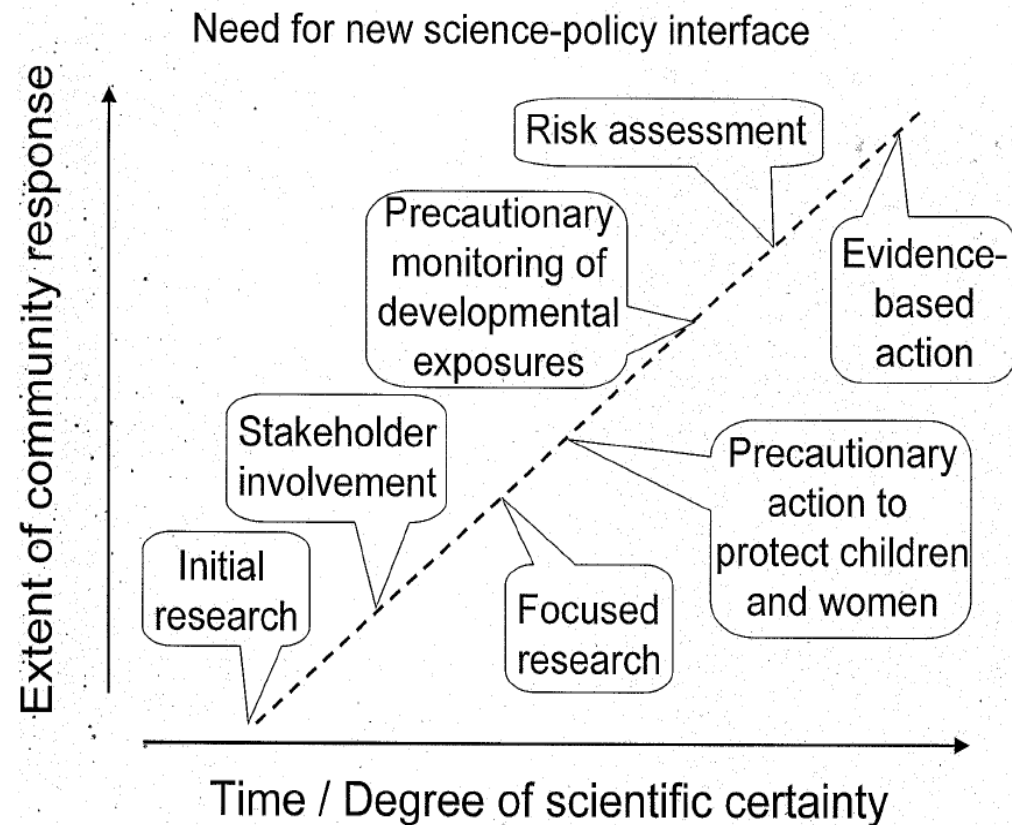 Need for new science-policy interface
Extent of community response
Risk assessment
Precautionary
monitoring of
developmental
exposures
Evidence-
based
action
Stakeholder
involvement
Precautionary
action to
protect children
and women
Initial
research
Focused
research
Time / Degree of scientific certainty